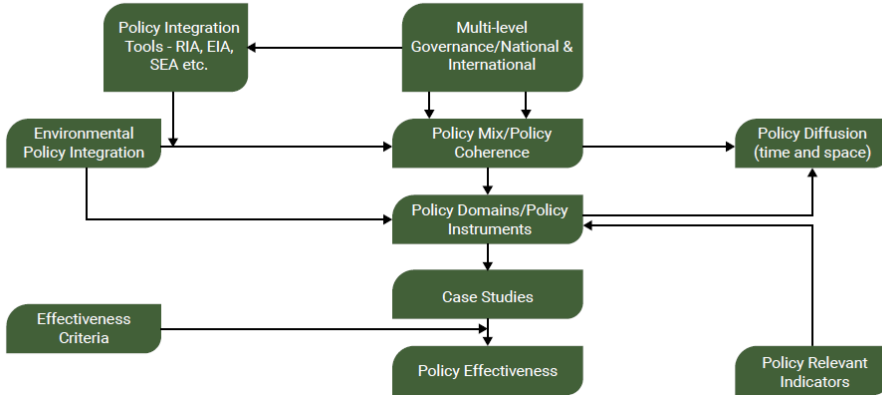 Policy Integration
Tools - RIA, EIA,
SEA etc.
Multi-level
Governance/National &
International
Environmental
Policy Integration
Policy Mix/Policy
Coherence
Policy Diffusion
(time and space)
Policy Domains/Policy
Instruments
Case Studies
Effectiveness
Criteria
Policy Effectiveness
Policy Relevant
Indicators